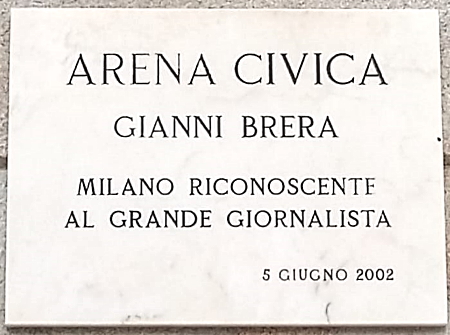 ARENA CIVICA
GIANNI BRERA
MILANO RICONOSCENTE
AL GRANDE GIORNALISTA
5 GIUGNO 2002